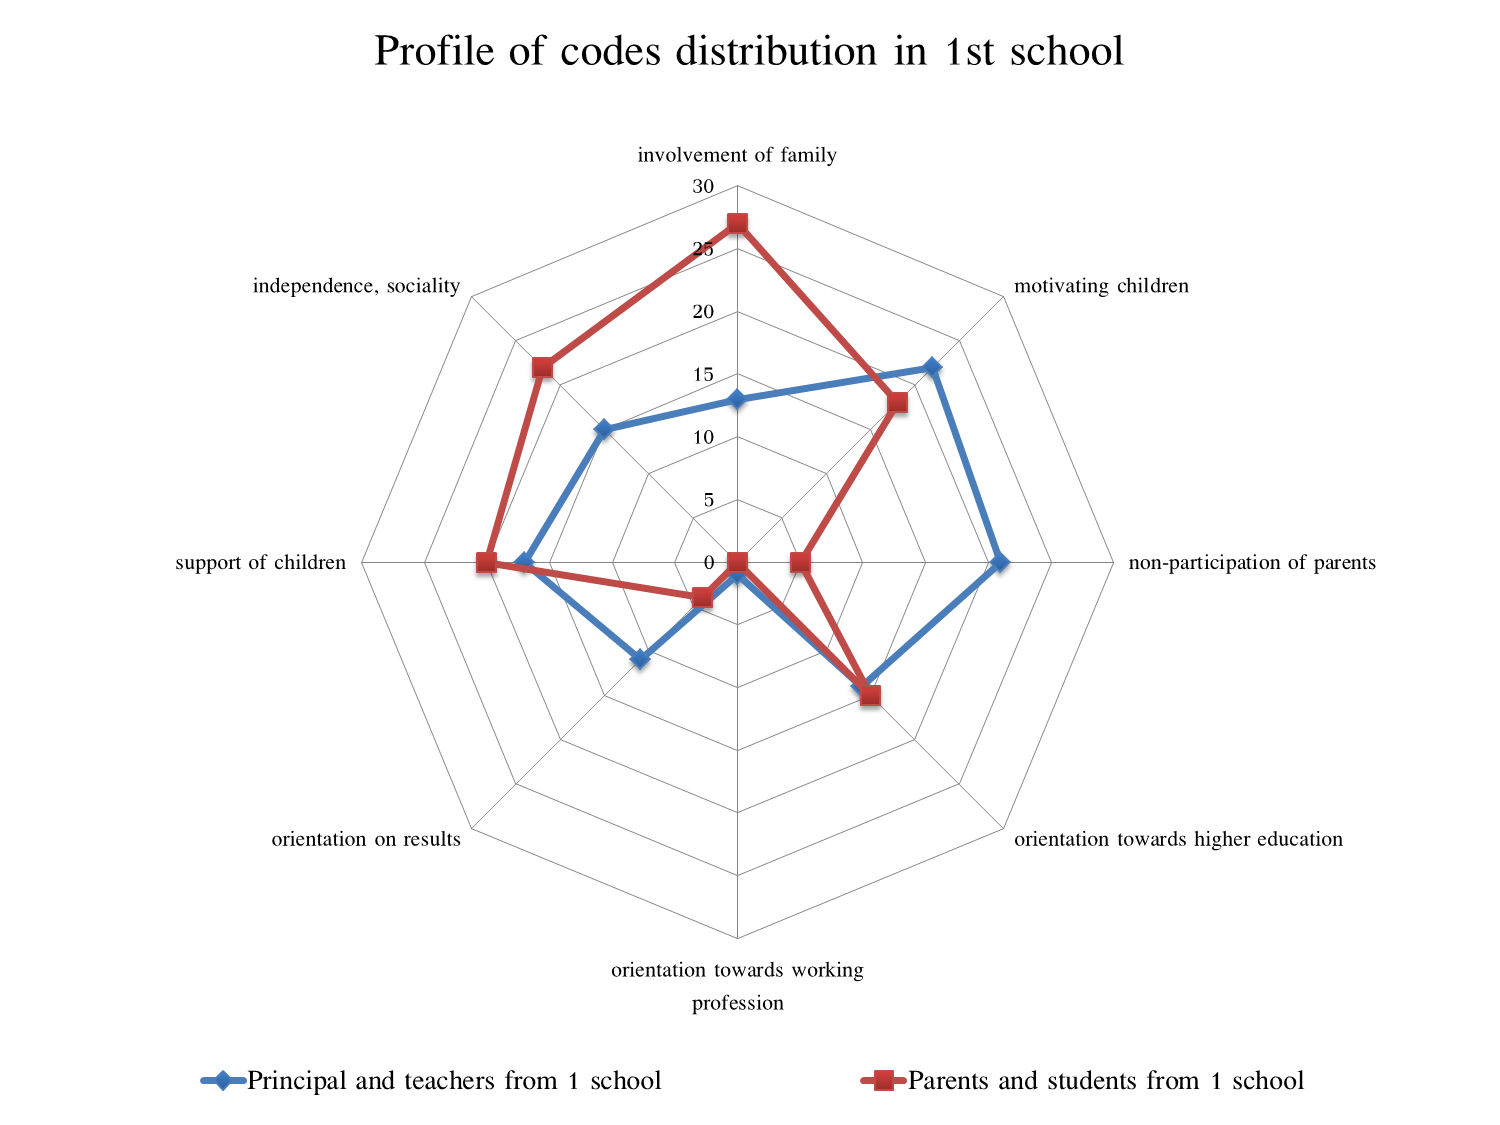 Profile of codes distribution in 1st school
involvement of family
30
25
20
15
10
5
0
independence, sociality
motivating children
support of children
non-participation of parents
orientation on results
orientation towards higher education
orientation towards working
profession
Principal and teachers from 1 school
Parents and students from 1 school